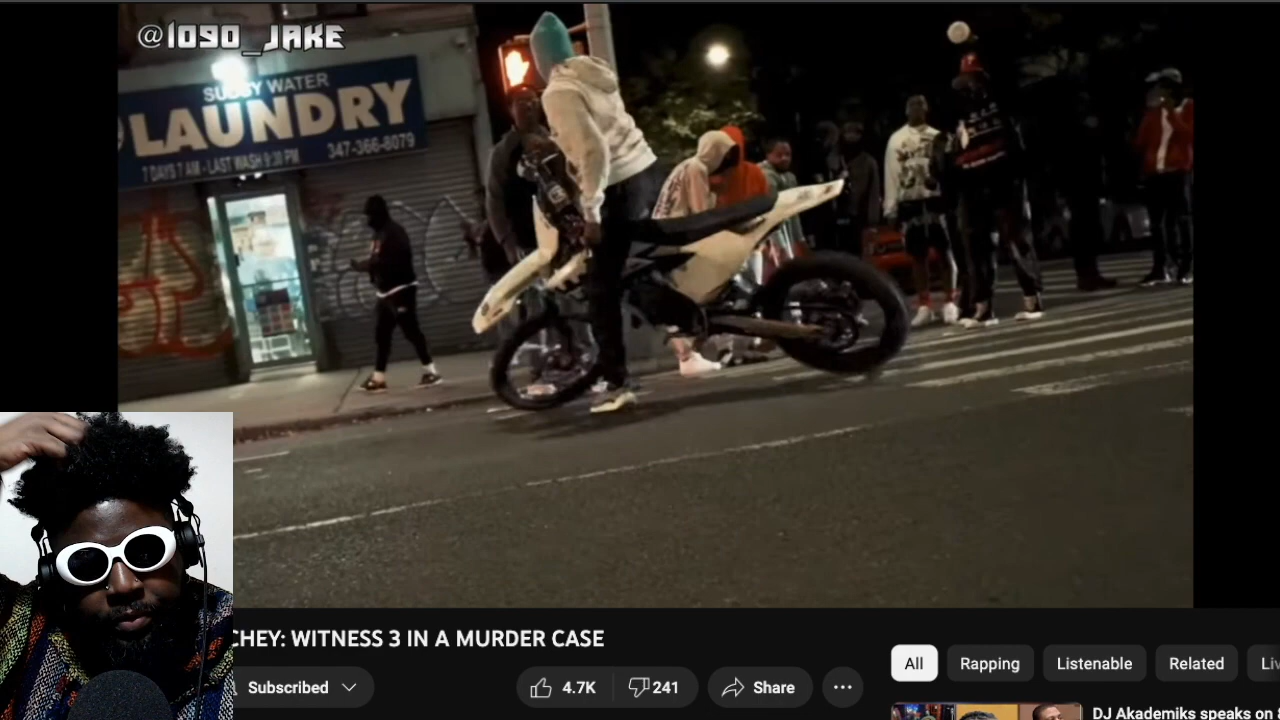 @1090_JAKE
SUDSY WATER
LAUNDRY
7 DAYS 7 AM - LAST WASH 9:30 PM
347-366-8079
CHEY: WITNESS 3 IN A MURDER CASE
Subscribed
4.7K
241
Share
All
Rapping
Listenable
Related
DJ Akademiks speaks on